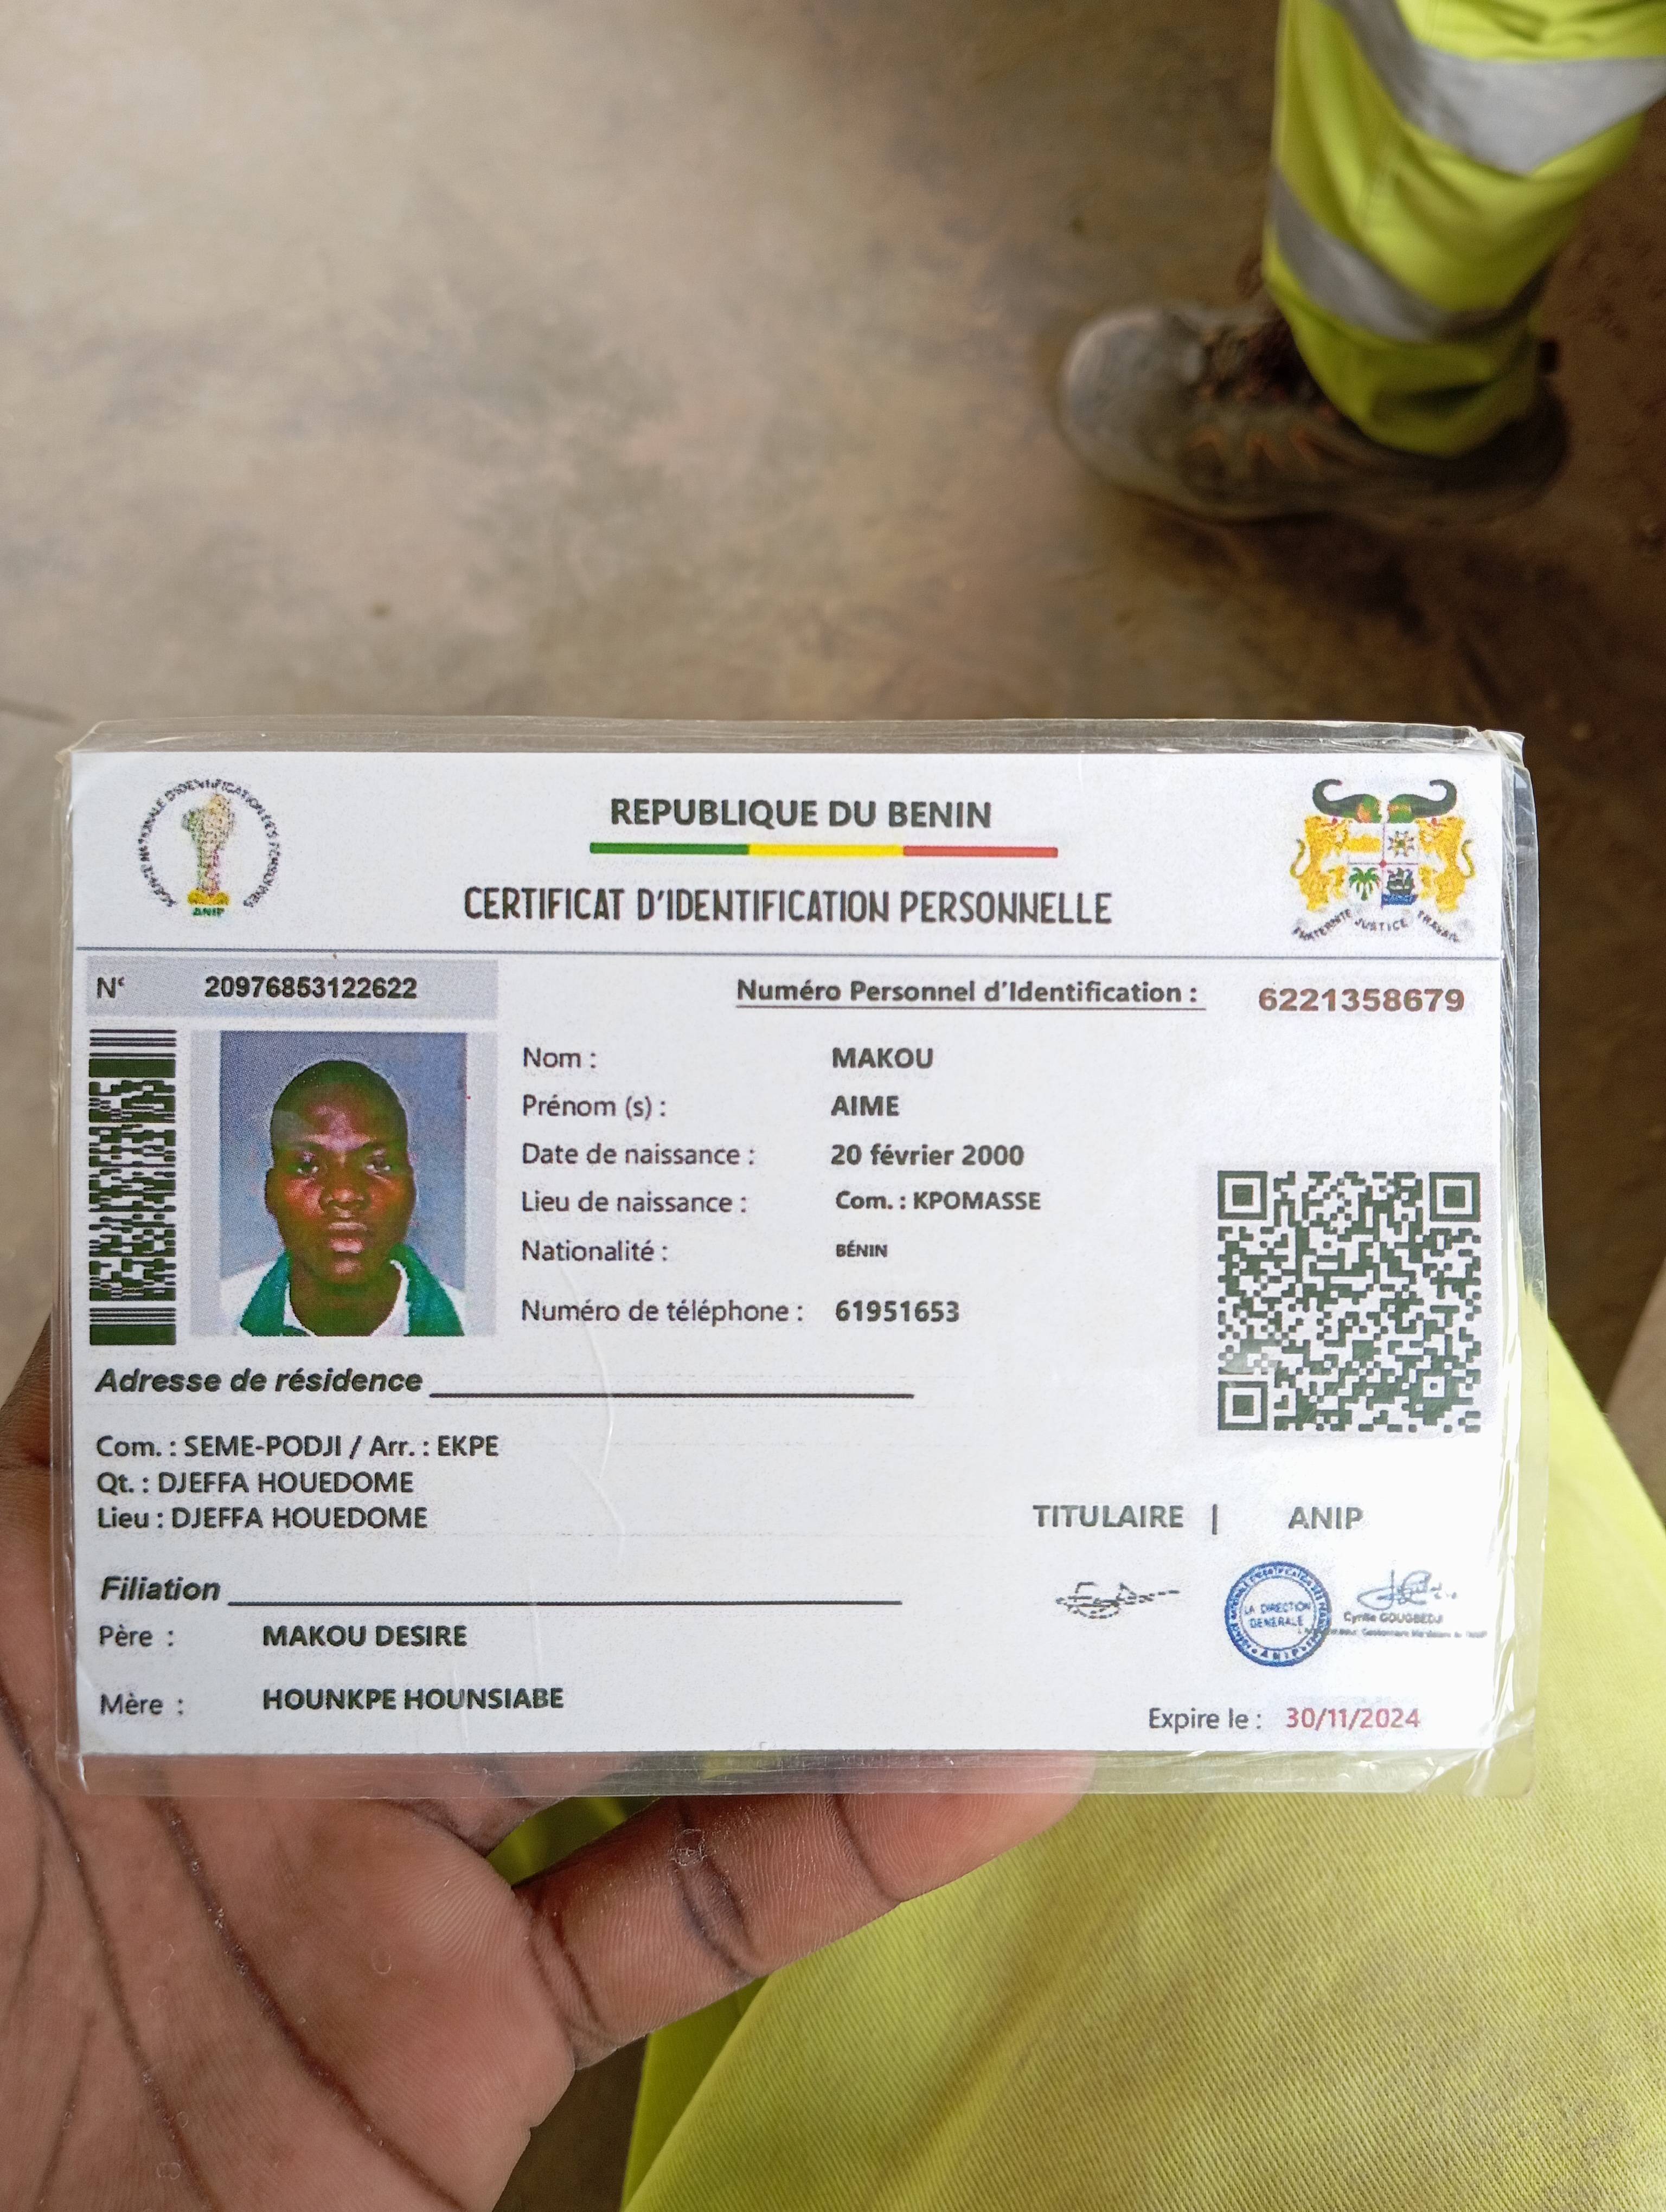 AGENCE NATIONALE D'IDENTIFICATION DES PERSONNES
ANIP
REPUBLIQUE DU BENIN
CERTIFICAT D'IDENTIFICATION PERSONNELLE
FRATERNITE JUSTICE TRAVAIL
N° 20976853122622
Numéro Personnel d'Identification : 6221358679
Nom : MAKOU
Prénom (s) : AIME
Date de naissance : 20 février 2000
Lieu de naissance : Com. : KPOMASSE
Nationalité : BÉNIN
Numéro de téléphone : 61951653
Adresse de résidence
Com. : SEME-PODJI / Arr. : EKPE
Qt. : DJEFFA HOUEDOME
Lieu : DJEFFA HOUEDOME
TITULAIRE | ANIP
LA DIRECTION
GENERALE
ANIP
Cyrille GOUGBEDJI
Filiation
Père : MAKOU DESIRE
Mère : HOUNKPE HOUNSIABE
Expire le : 30/11/2024